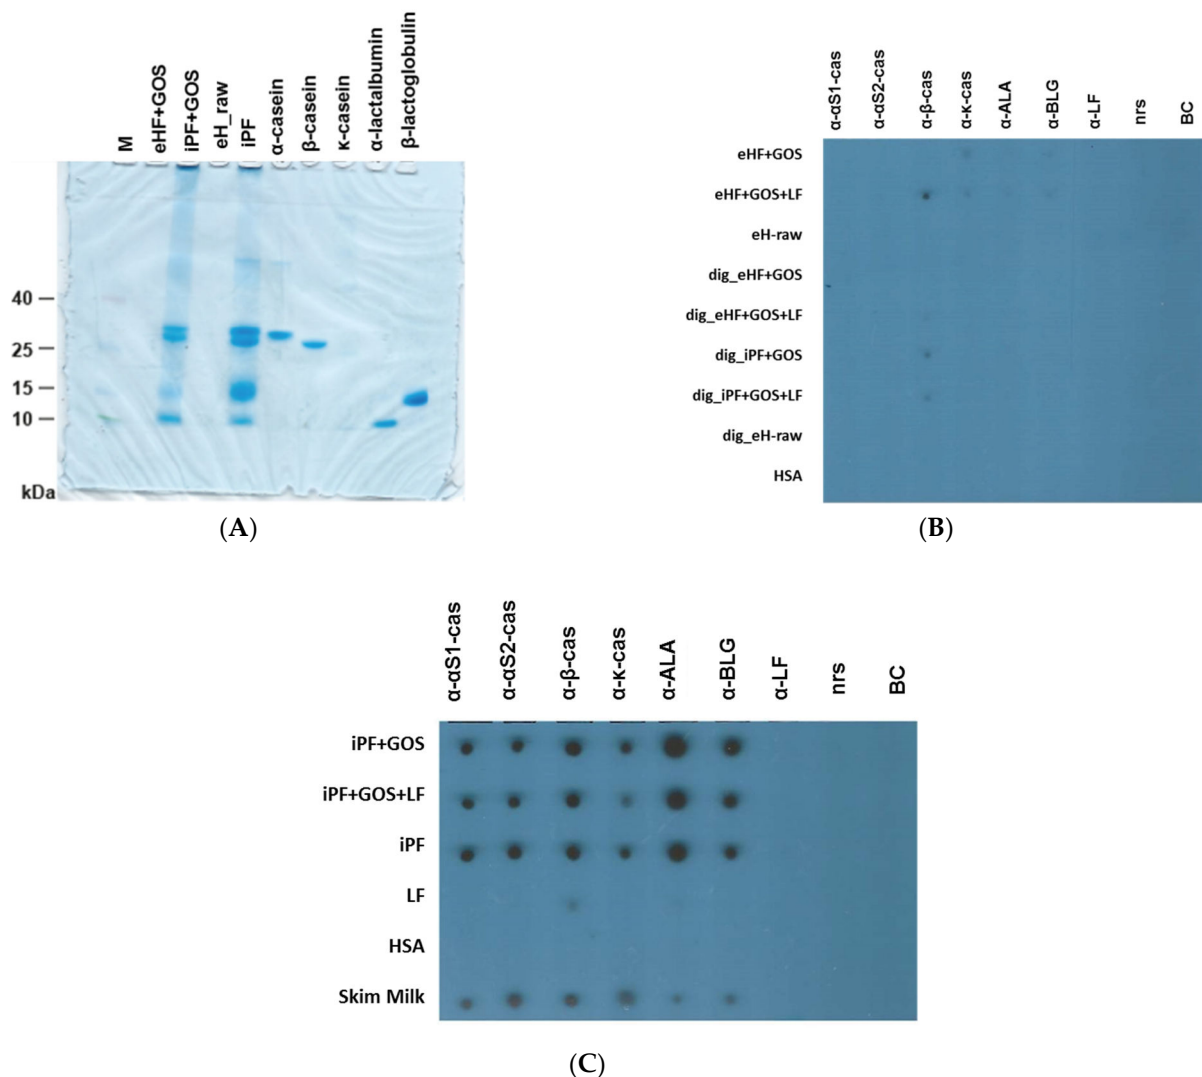 M
eHF+GOS
iPF+GOS
eH_raw
iPF
α-casein
β-casein
κ-casein
α-lactalbumin
β-lactoglobulin
40
25
15
10
kDa
(A)
α-αS1-cas
α-αS2-cas
α-β-cas
α-κ-cas
α-ALA
α-BLG
α-LF
nrs
BC
eHF+GOS
eHF+GOS+LF
eH-raw
dig_eHF+GOS
dig_eHF+GOS+LF
dig_iPF+GOS
dig_iPF+GOS+LF
dig_eH-raw
HSA
(B)
α-αS1-cas
α-αS2-cas
α-β-cas
α-κ-cas
α-ALA
α-BLG
α-LF
nrs
BC
iPF+GOS
iPF+GOS+LF
iPF
LF
HSA
Skim Milk
(C)